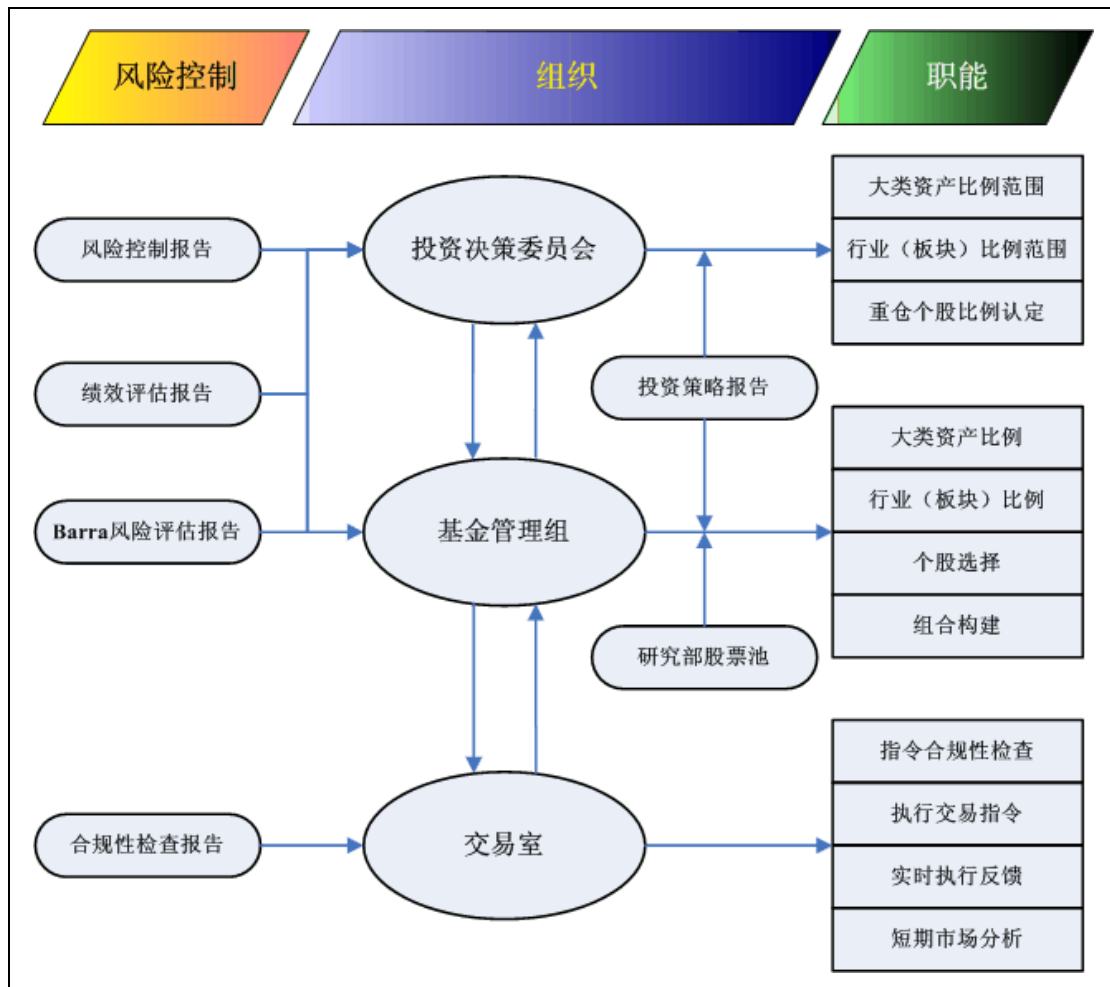 风险控制
组织
职能
风险控制报告
绩效评估报告
Barra风险评估报告
合规性检查报告
投资决策委员会
基金管理组
交易室
投资策略报告
研究部股票池
大类资产比例范围
行业（板块）比例范围
重仓个股比例认定
大类资产比例
行业（板块）比例
个股选择
组合构建
指令合规性检查
执行交易指令
实时执行反馈
短期市场分析